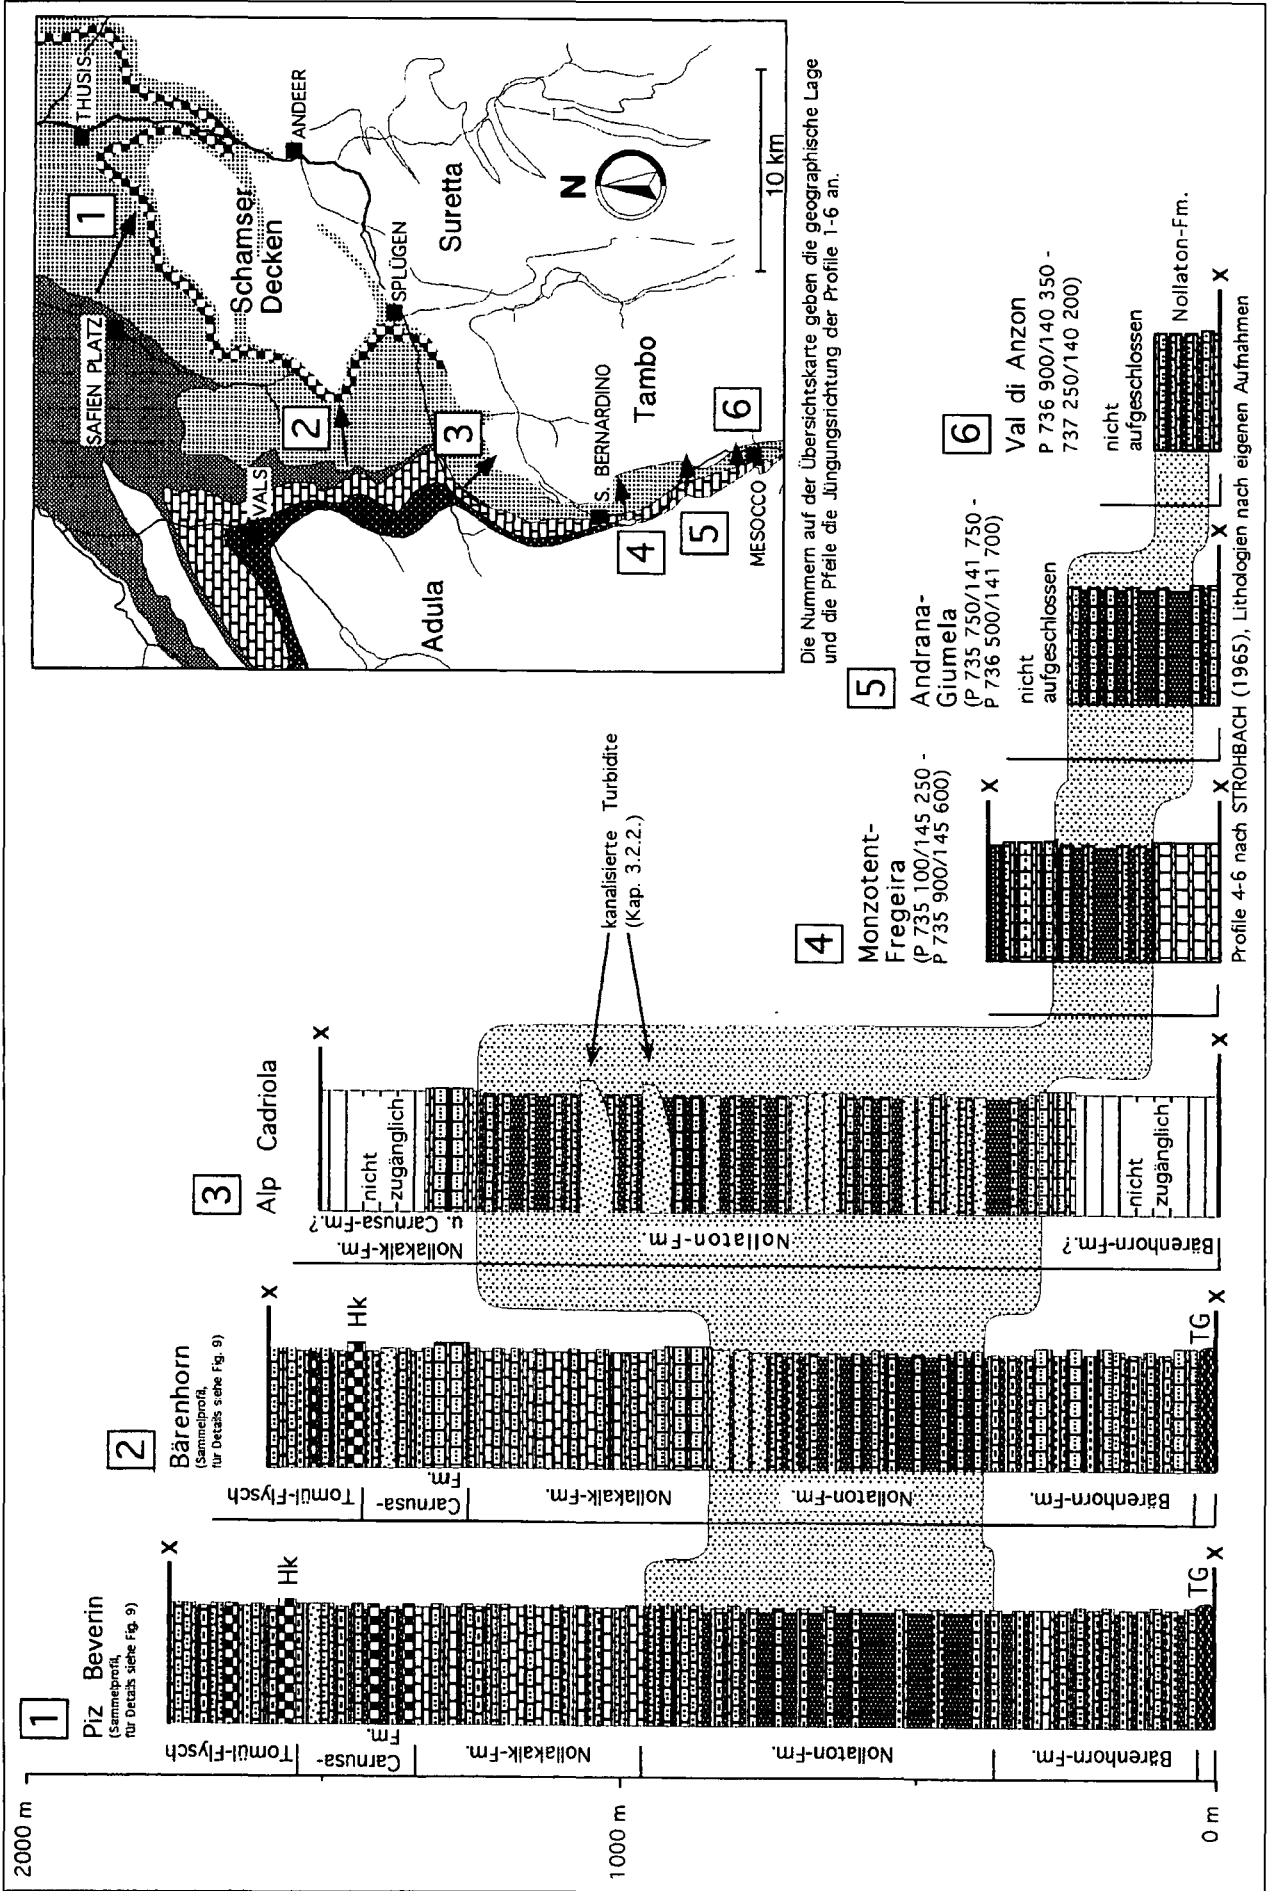 THUSIS
1
SAFIEN PLATZ
ANDEER
Schamser
Decken
Suretta
N
SPLÜGEN
VALS
2
3
10 km
Tambo
S. BERNARDINO
Adula
4
5
6
MESOCCO
Die Nummern auf der Übersichtskarte geben die geographische Lage
und die Pfeile die Jüngungsrichtung der Profile 1-6 an.
2000 m
1000 m
0 m
1
Piz Beverin
(Sammelprofil,
für Details siehe Fig. 9)
X
Hk
Tomül-Flysch
Carnusa-
Fm.
Nollakalk-Fm.
Nollaton-Fm.
Bärenhorn-Fm.
TG
X
2
Bärenhorn
(Sammelprofil,
für Details siehe Fig. 9)
X
Hk
Tomül-Flysch
Carnusa-
Fm.
Nollakalk-Fm.
Nollaton-Fm.
Bärenhorn-Fm.
TG
X
3
Alp Cadriola
X
nicht
zugänglich
Nollakalk-Fm.
u. Carnusa-Fm.?
Nollaton-Fm.
Bärenhorn-Fm. ?
nicht
zugänglich
X
kanalisierte Turbidite
(Kap. 3.2.2.)
4
Monzotent-
Fregeira
(P 735 100/145 250 -
P 735 900/145 600)
X
X
5
Andrana-
Giumela
(P 735 750/141 750 -
P 736 500/141 700)
nicht
aufgeschlossen
X
6
Val di Anzon
P 736 900/140 350 -
737 250/140 200)
nicht
aufgeschlossen
Nollaton-Fm.
X
Profile 4-6 nach STROHBACH (1965), Lithologien nach eigenen Aufnahmen